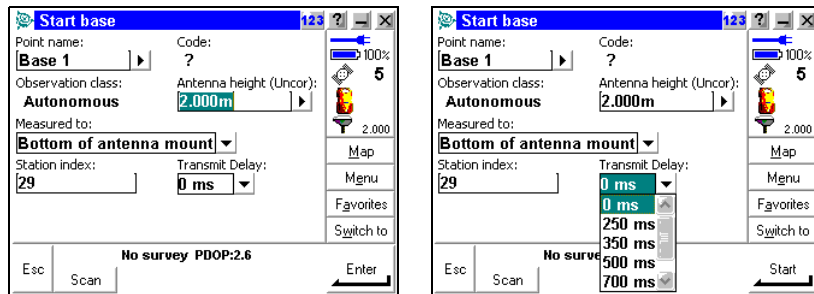 Start base 123 ? X
Point name: Code:
Base 1 ? 100%
Observation class: Antenna height (Uncor): 5
Autonomous 2.000m
Measured to: 2.000
Bottom of antenna mount Map
Station index: Transmit Delay:
29 0 ms Menu
Favorites
Switch to
No survey PDOP:2.6
Esc Scan Enter
Start base 123 ? X
Point name: Code:
Base 1 ? 100%
Observation class: Antenna height (Uncor): 5
Autonomous 2.000m
Measured to: 2.000
Bottom of antenna mount Map
Station index: Transmit Delay:
29 0 ms Menu
0 ms Favorites
250 ms Switch to
350 ms
No surve 500 ms
Esc Scan 700 ms Start